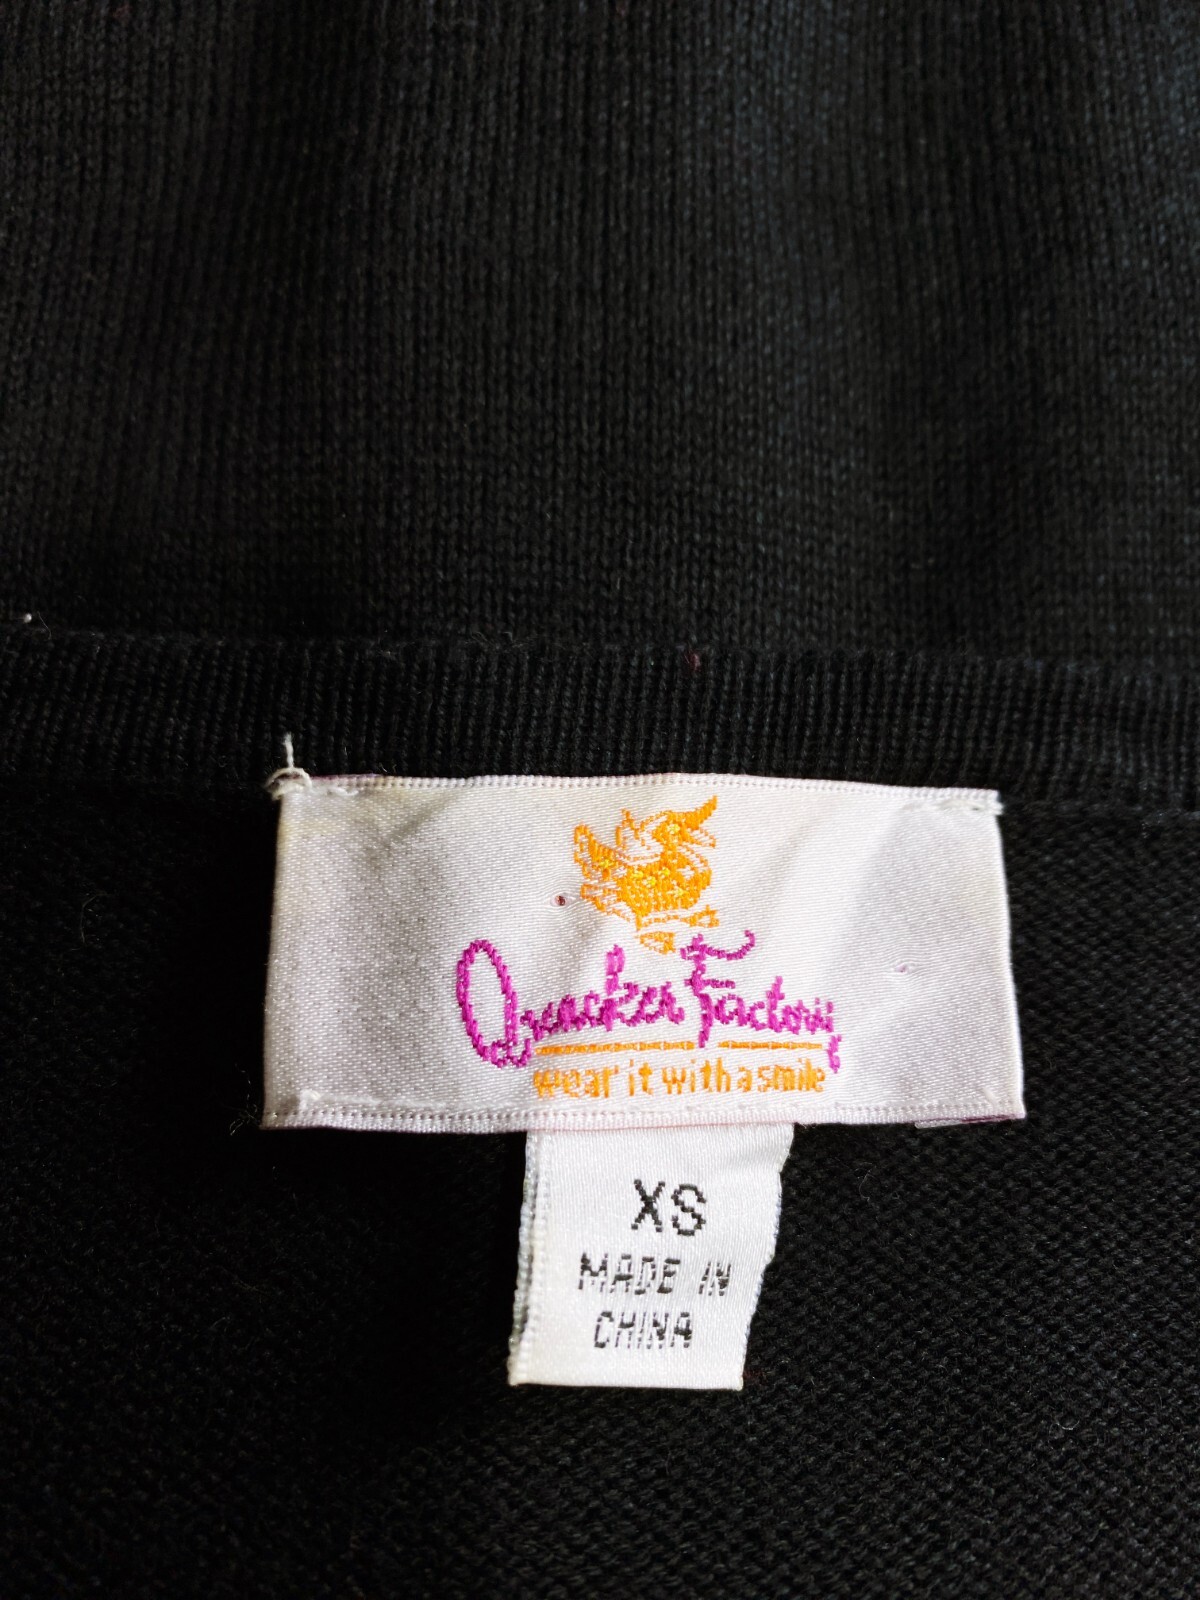 Quacker Factory
wear it with a smile
XS
MADE IN
CHINA